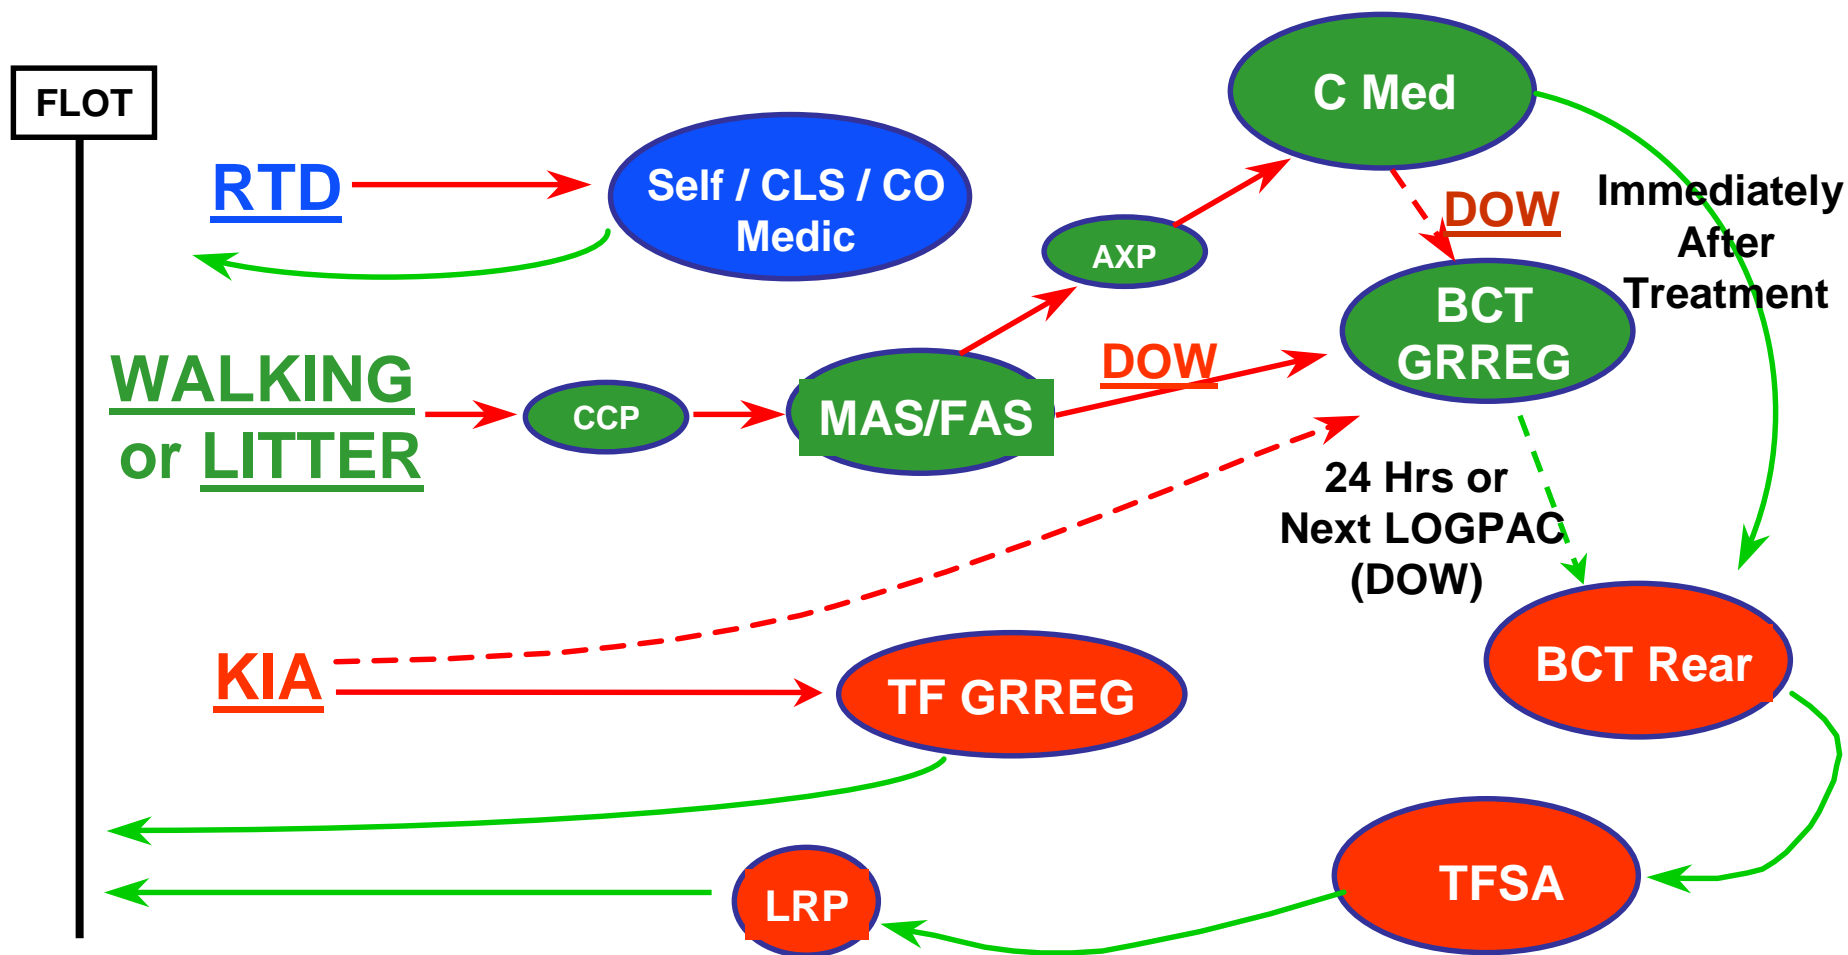 FLOT
RTD
Self / CLS / CO
Medic
C Med
AXP
DOW
Immediately
After
Treatment
BCT
GRREG
DOW
WALKING
or LITTER
CCP
MAS/FAS
24 Hrs or
Next LOGPAC
(DOW)
KIA
TF GRREG
BCT Rear
TFSA
LRP